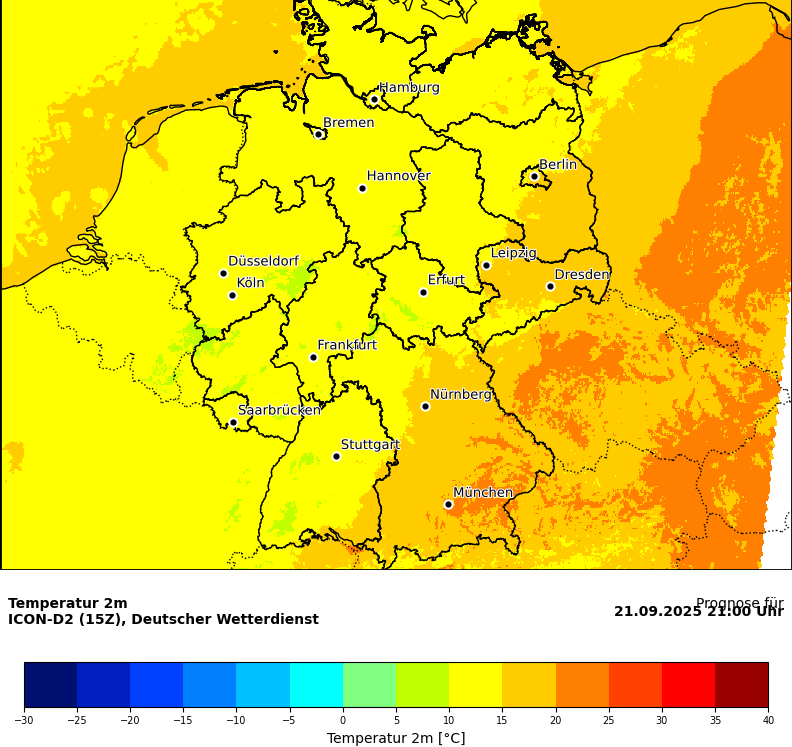 Hamburg
Bremen
Berlin
Hannover
Leipzig
Düsseldorf
Dresden
Köln
Erfurt
Frankfurt
Nürnberg
Saarbrücken
Stuttgart
München
Temperatur 2m
Prognose für
ICON-D2 (15Z), Deutscher Wetterdienst
21.09.2025 21:00 Uhr
−30 −25 −20 −15 −10 −5 0 5 10 15 20 25 30 35 40
Temperatur 2m [°C]